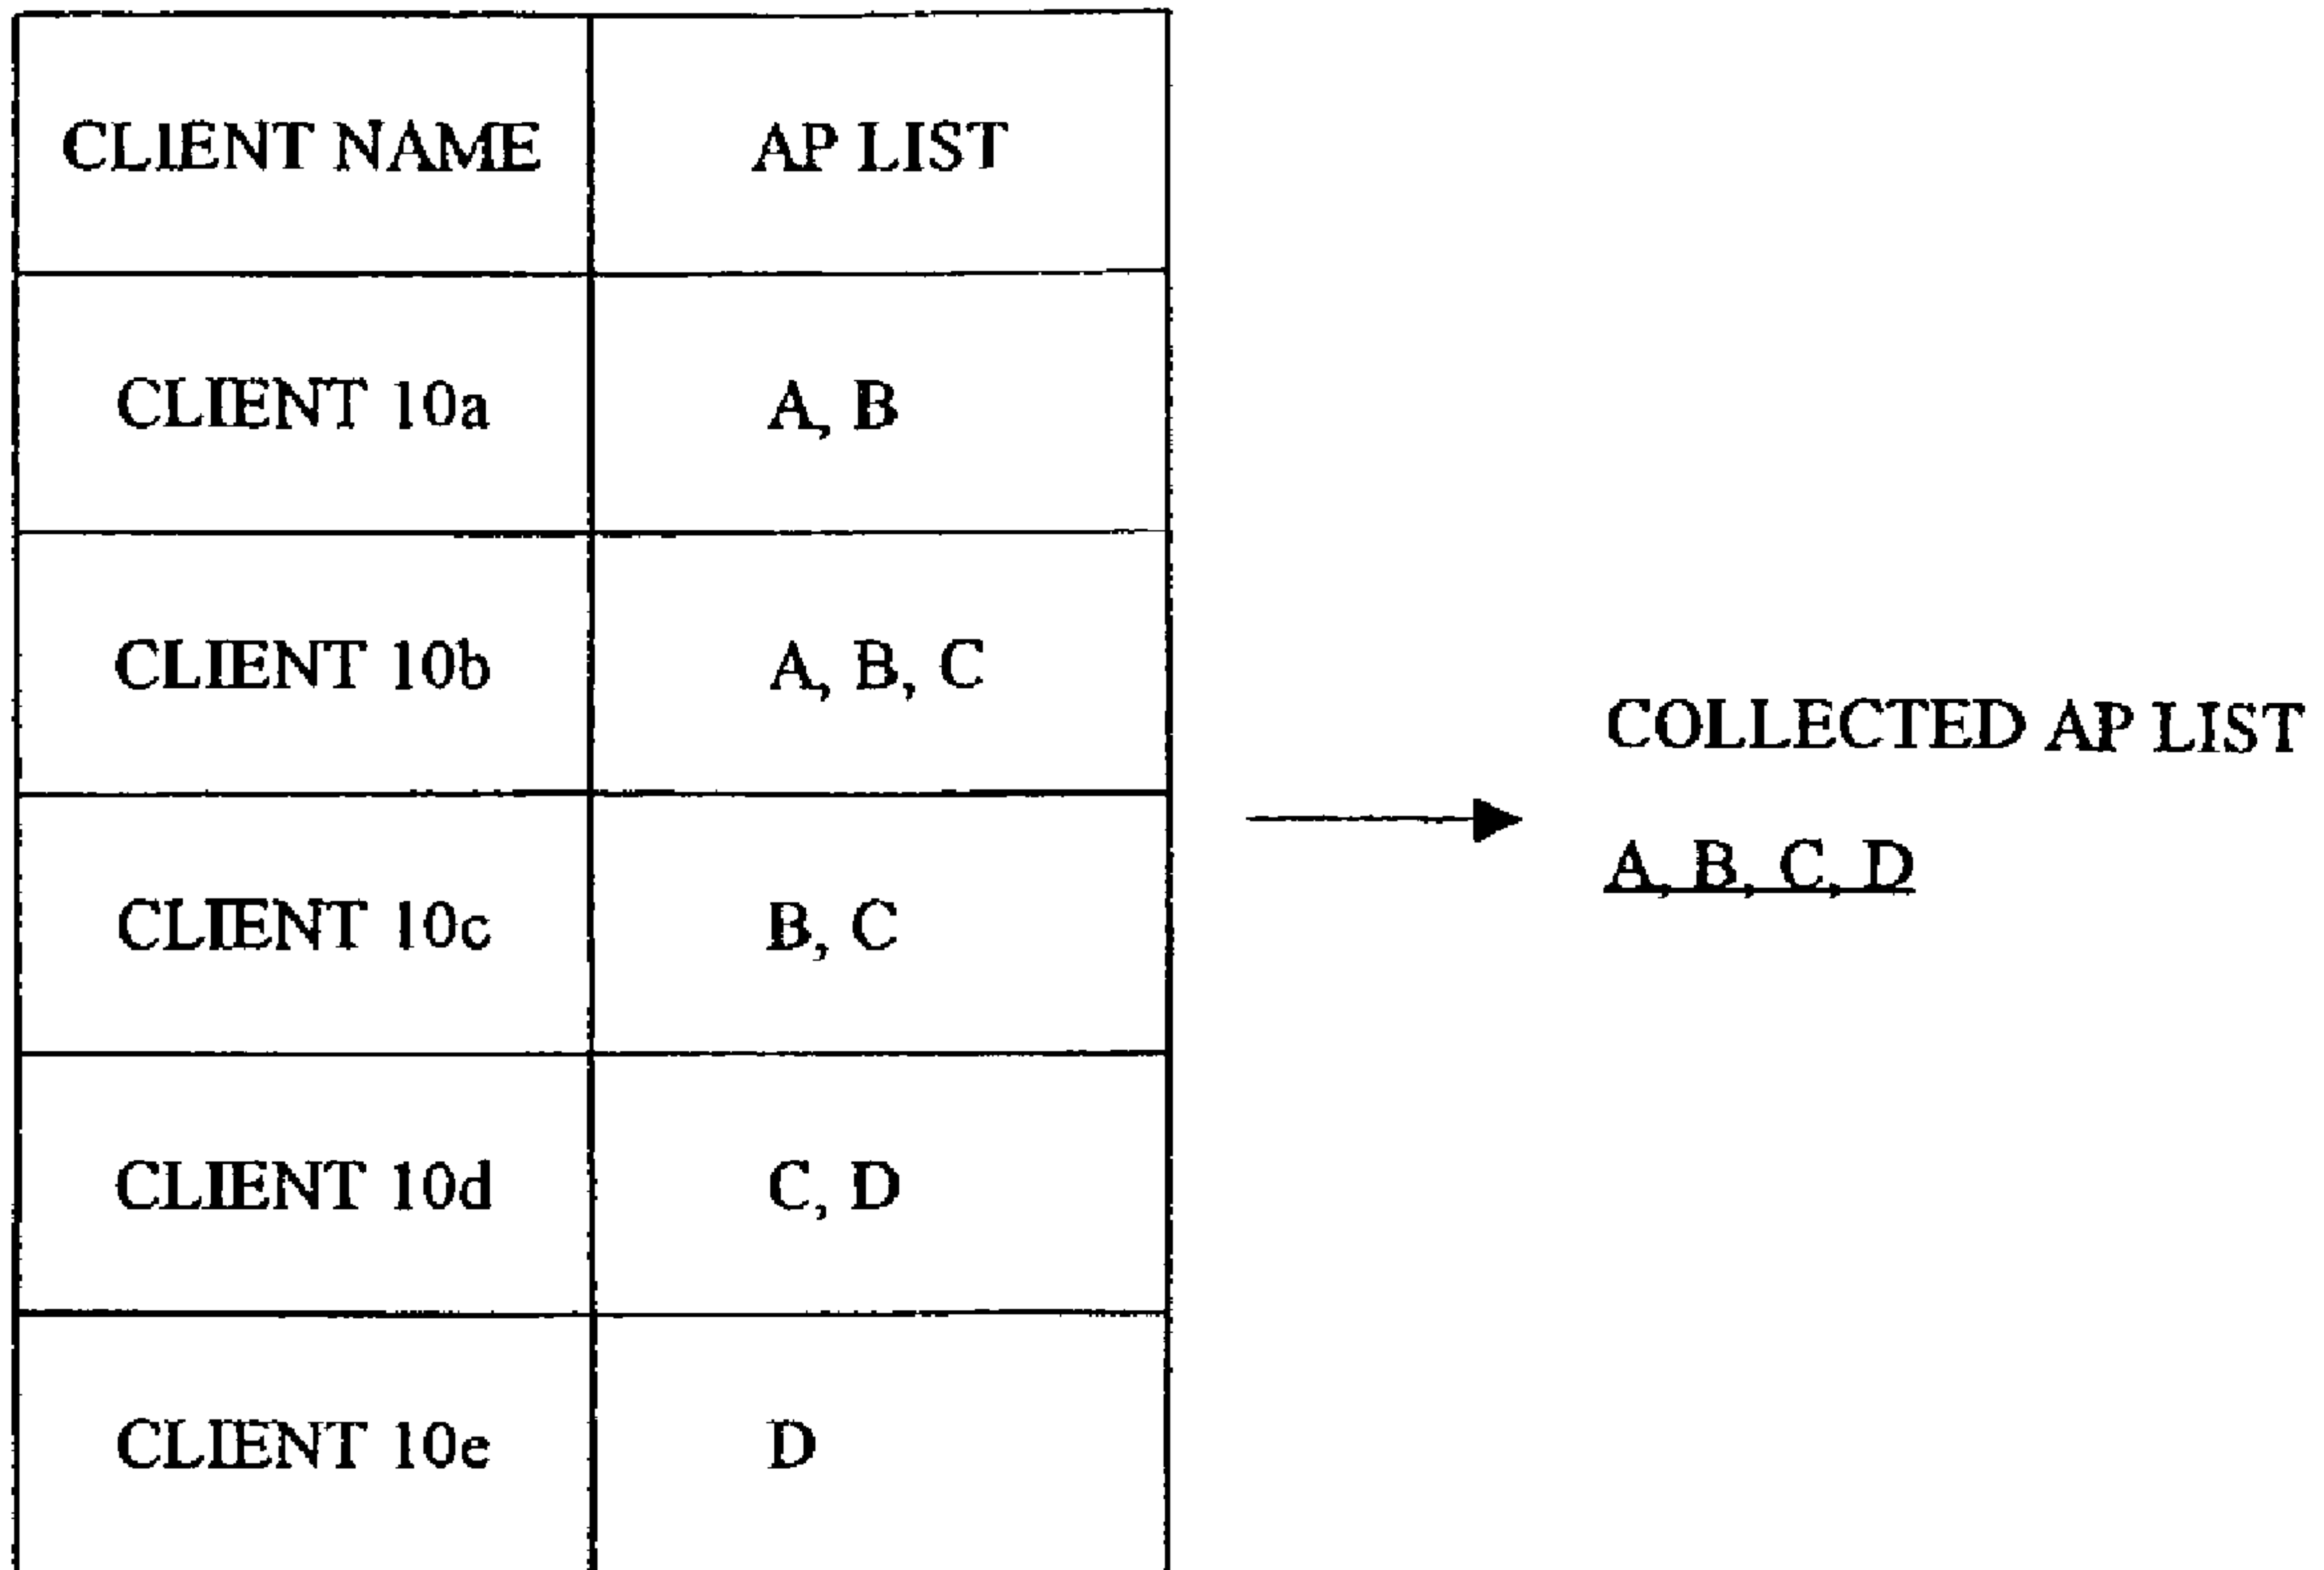 CLIENT NAME AP LIST
CLIENT 10a A, B
CLIENT 10b A, B, C
CLIENT 10c B, C
CLIENT 10d C, D
CLIENT 10e D
COLLECTED AP LIST
A, B, C, D